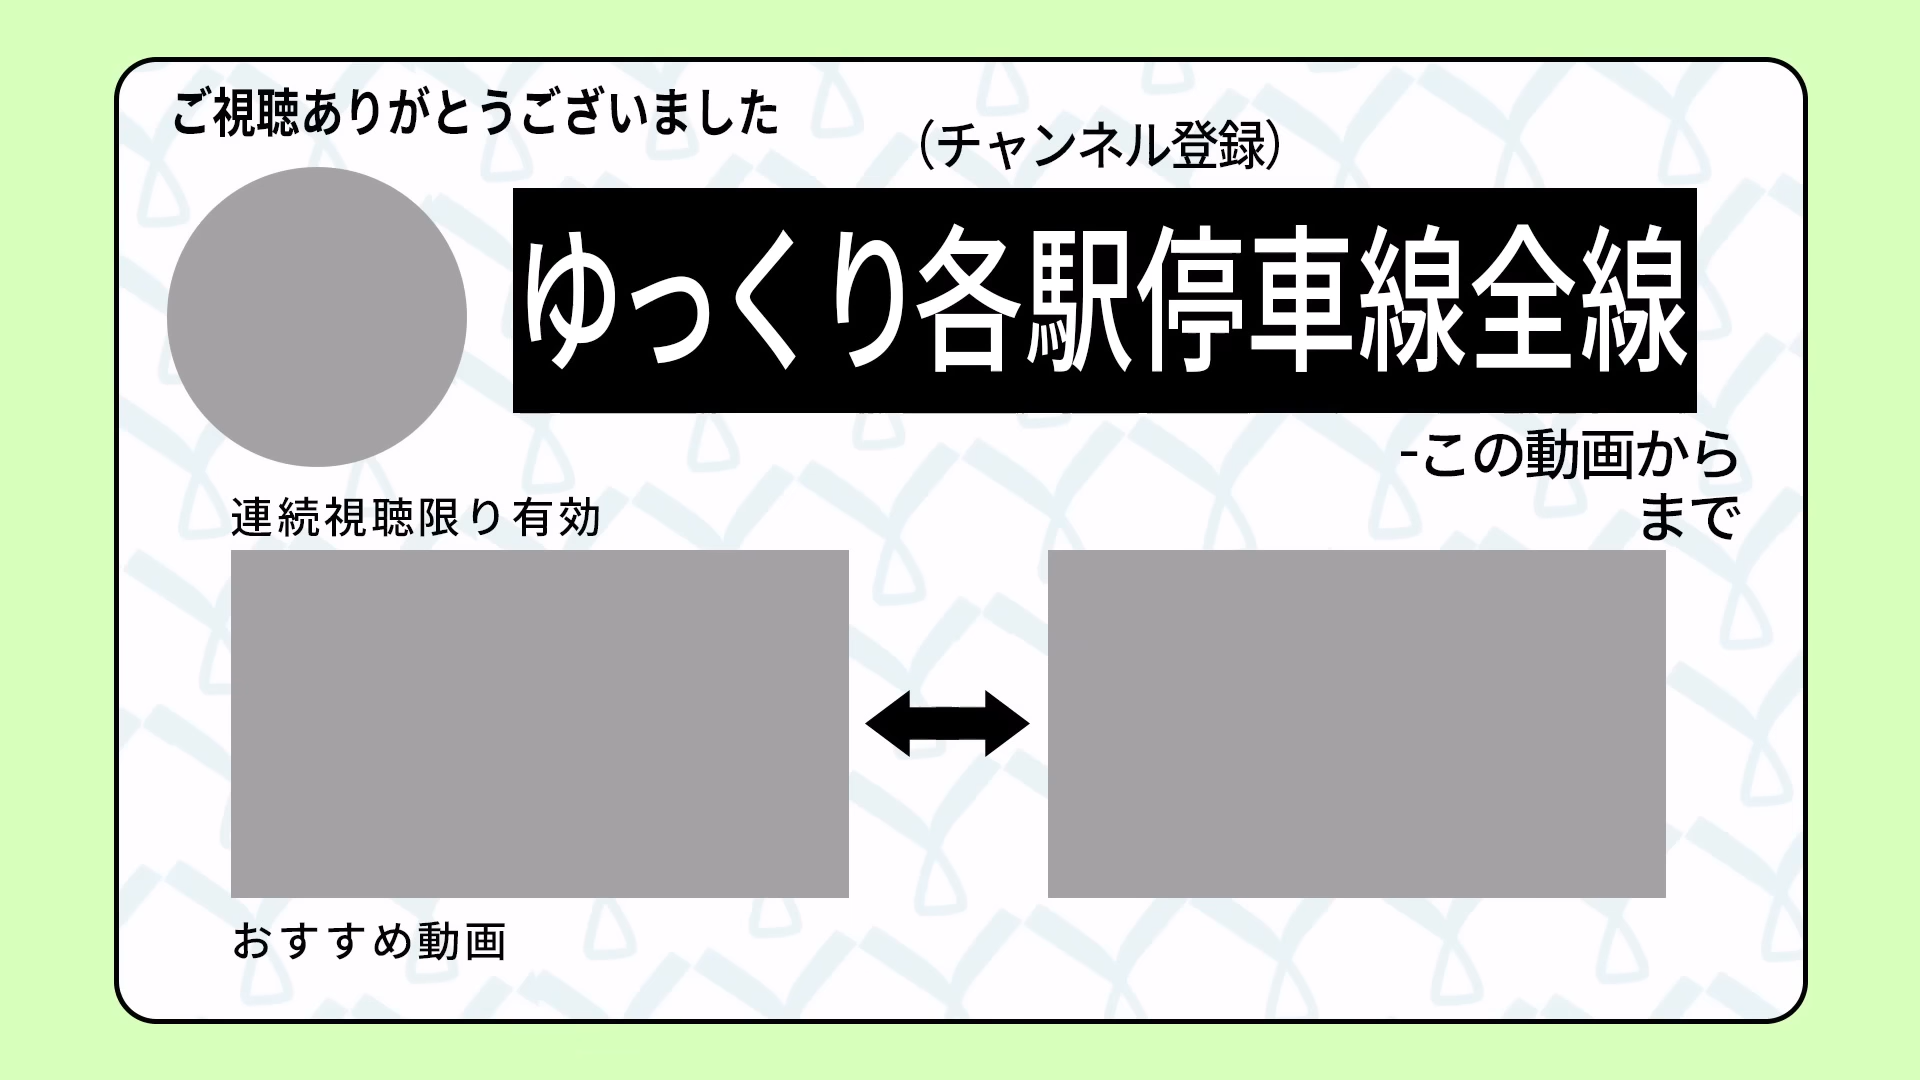 ご視聴ありがとうございました
（チャンネル登録）
ゆっくり各駅停車線全線
-この動画から
まで
連続視聴限り有効
おすすめ動画